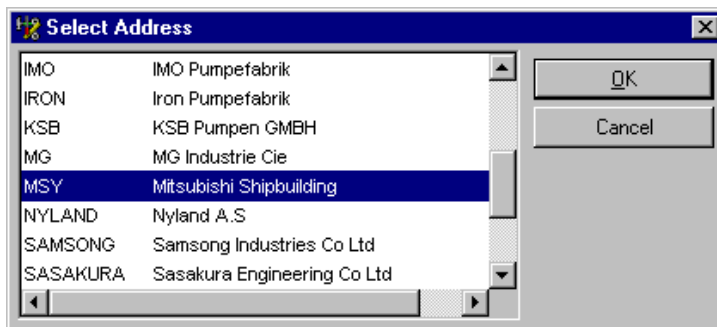 Select Address
IMO IMO Pumpefabrik
IRON Iron Pumpefabrik
KSB KSB Pumpen GMBH
MG MG Industrie Cie
MSY Mitsubishi Shipbuilding
NYLAND Nyland A.S
SAMSONG Samsong Industries Co Ltd
SASAKURA Sasakura Engineering Co Ltd
OK
Cancel